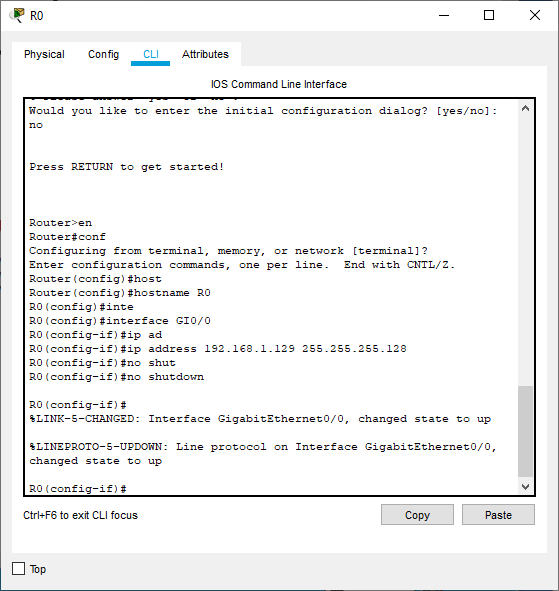 R0
Physical Config CLI Attributes
IOS Command Line Interface
Would you like to enter the initial configuration dialog? [yes/no]:
no
Press RETURN to get started!
Router>en
Router#conf
Configuring from terminal, memory, or network [terminal]?
Enter configuration commands, one per line.  End with CNTL/Z.
Router(config)#host
Router(config)#hostname R0
R0(config)#inte
R0(config)#interface GI0/0
R0(config-if)#ip ad
R0(config-if)#ip address 192.168.1.129 255.255.255.128
R0(config-if)#no shut
R0(config-if)#no shutdown
R0(config-if)#
%LINK-5-CHANGED: Interface GigabitEthernet0/0, changed state to up
%LINEPROTO-5-UPDOWN: Line protocol on Interface GigabitEthernet0/0,
changed state to up
R0(config-if)#
Ctrl+F6 to exit CLI focus
Copy Paste
Top